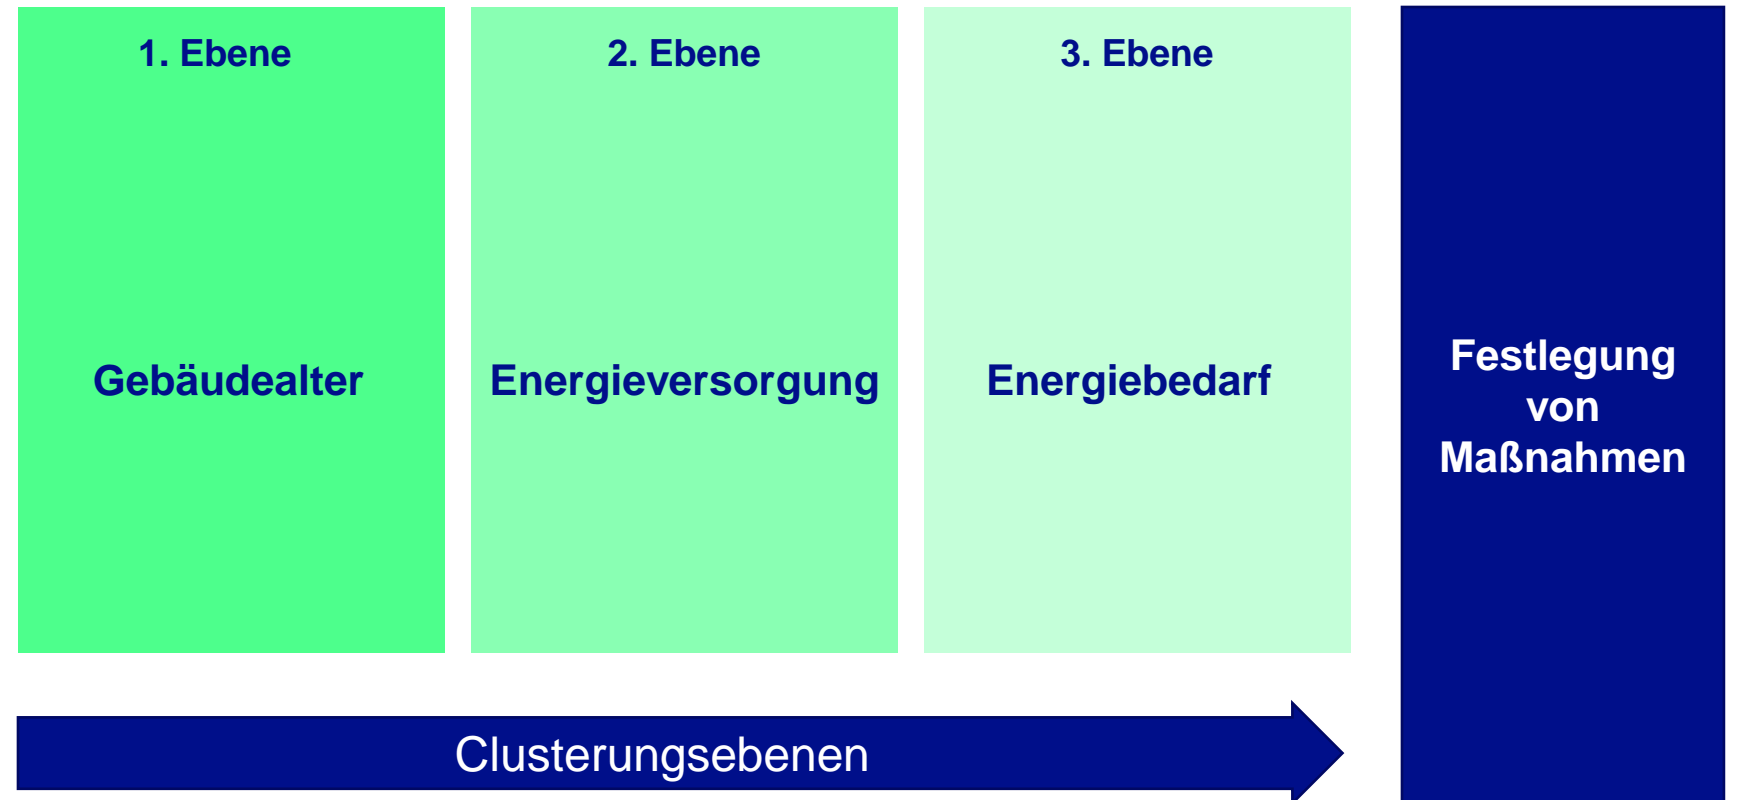 1. Ebene
2. Ebene
3. Ebene
Gebäudealter
Energieversorgung
Energiebedarf
Festlegung
von
Maßnahmen
Clusterungsebenen